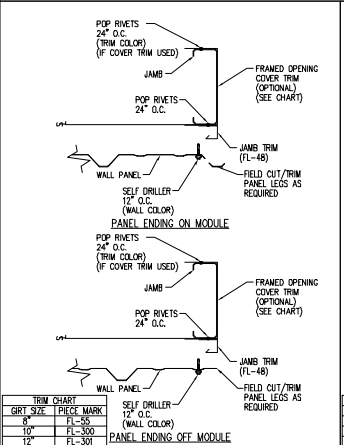 POP RIVETS
24" O.C.
(TRIM COLOR)
(IF COVER TRIM USED)
JAMB
FRAMED OPENING
COVER TRIM
(OPTIONAL)
(SEE CHART)
POP RIVETS
24" O.C.
JAMB TRIM
(FL-48)
WALL PANEL
FIELD CUT/TRIM
PANEL LEGS AS
REQUIRED
SELF DRILLER
12" O.C.
(WALL COLOR)
PANEL ENDING ON MODULE
POP RIVETS
24" O.C.
(TRIM COLOR)
(IF COVER TRIM USED)
JAMB
FRAMED OPENING
COVER TRIM
(OPTIONAL)
(SEE CHART)
POP RIVETS
24" O.C.
JAMB TRIM
(FL-48)
WALL PANEL
FIELD CUT/TRIM
PANEL LEGS AS
REQUIRED
SELF DRILLER
12" O.C.
(WALL COLOR)
PANEL ENDING OFF MODULE
TRIM CHART
GIRT SIZE PIECE MARK
8" FL-55
10" FL-300
12" FL-301